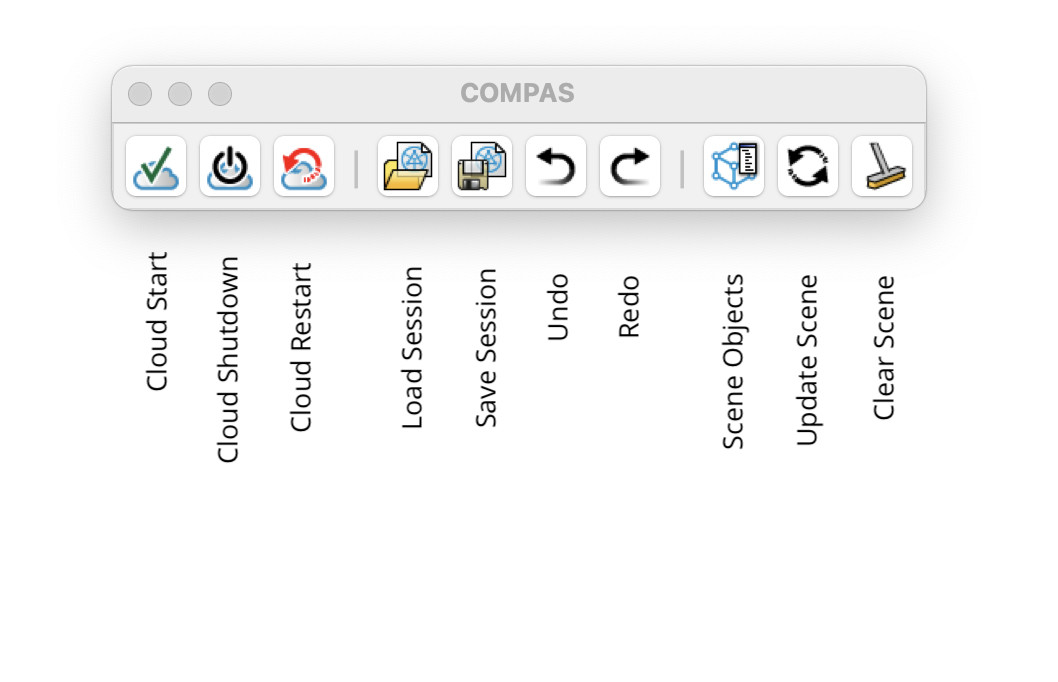 COMPAS
Cloud Start
Cloud Shutdown
Cloud Restart
Load Session
Save Session
Undo
Redo
Scene Objects
Update Scene
Clear Scene